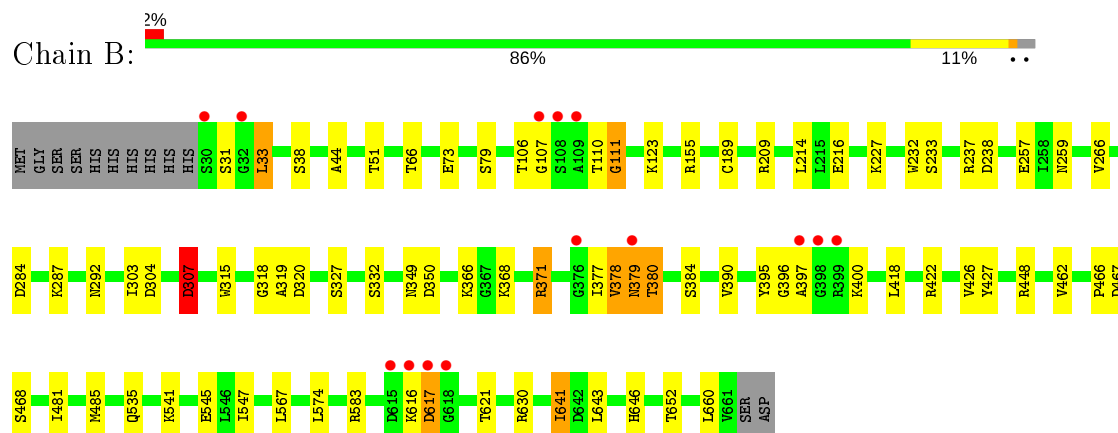 2%
Chain B:
86% 11% • •
MET GLY SER SER HIS HIS HIS HIS HIS HIS S30 S31 G32 L33 S38 A44 T51 T66 E73 S79 T106 G107 S108 A109 T110 G111 K123 R155 C189 R209 L214 L215 E216 K227 W232 S233 R237 D238 E257 I258 N259 V266
D284 K287 N292 I303 D304 D307 W315 G318 A319 D320 S327 S332 N349 D350 K366 G367 K368 R371 G376 I377 V378 N379 T380 S384 V390 Y395 G396 A397 G398 R399 K400 L418 R422 V426 Y427 R448 V462 P466 D467
S468 I481 M485 Q535 K541 E545 L546 I547 L567 L574 R583 D615 K616 D617 G618 T621 R630 I641 D642 L643 H646 T652 L660 V661 SER ASP